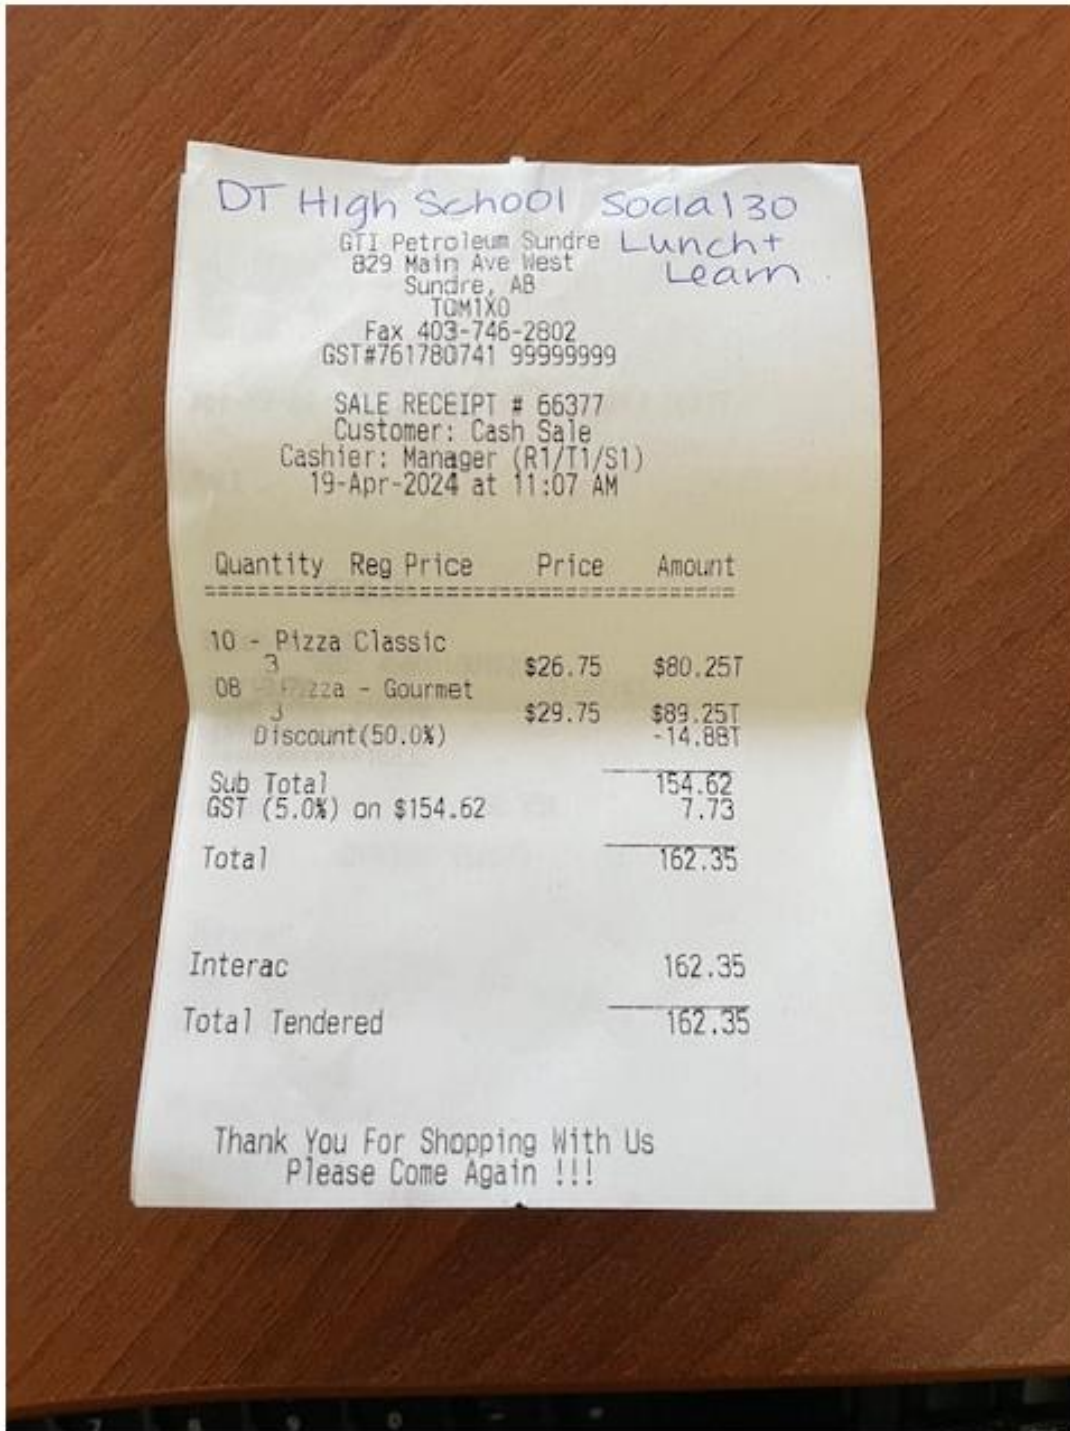 DT High School Social 30
Lunch +
Learn
GTI Petroleum Sundre
829 Main Ave West
Sundre, AB
T0M1X0
Fax 403-746-2802
GST#761780741 99999999
SALE RECEIPT # 66377
Customer: Cash Sale
Cashier: Manager (R1/T1/S1)
19-Apr-2024 at 11:07 AM
Quantity Reg Price Price Amount
========================================
10 - Pizza Classic
3 $26.75 $80.25T
08 - Pizza - Gourmet
3 $29.75 $89.25T
Discount(50.0%) -14.88T
Sub Total 154.62
GST (5.0%) on $154.62 7.73
Total 162.35
Interac 162.35
Total Tendered 162.35
Thank You For Shopping With Us
Please Come Again !!!